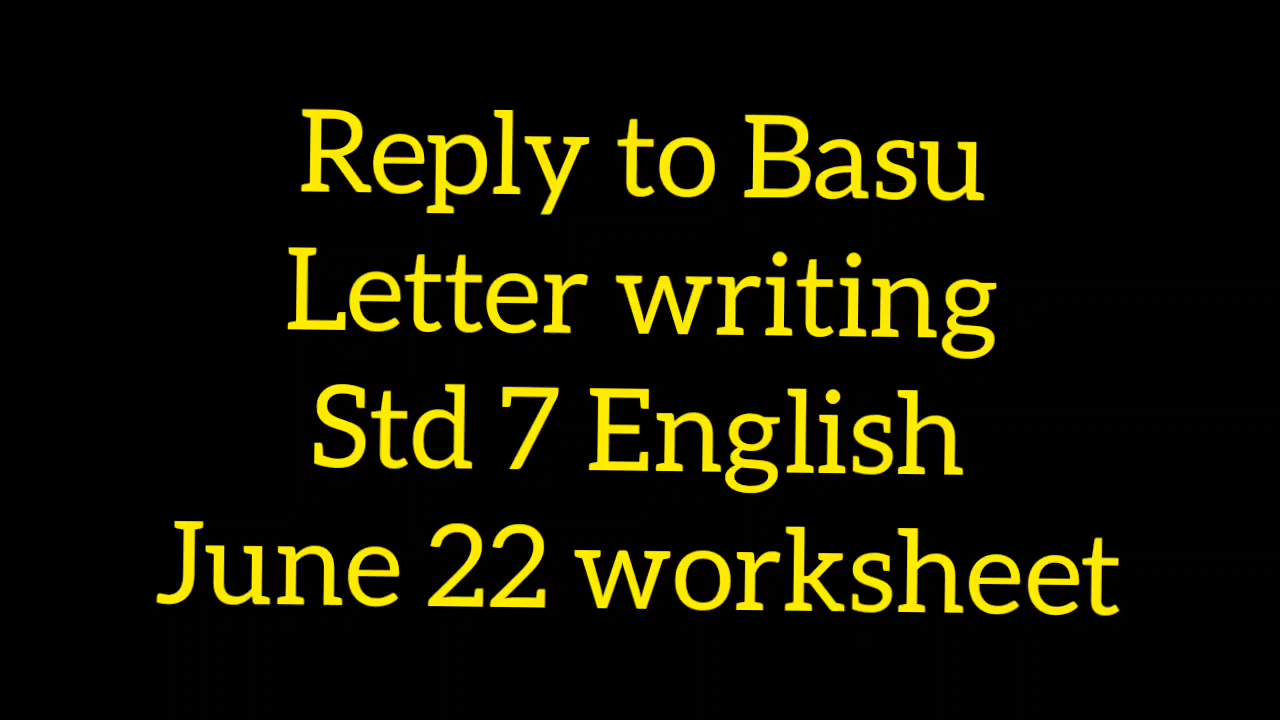 Reply to Basu
Letter writing
Std 7 English
June 22 worksheet